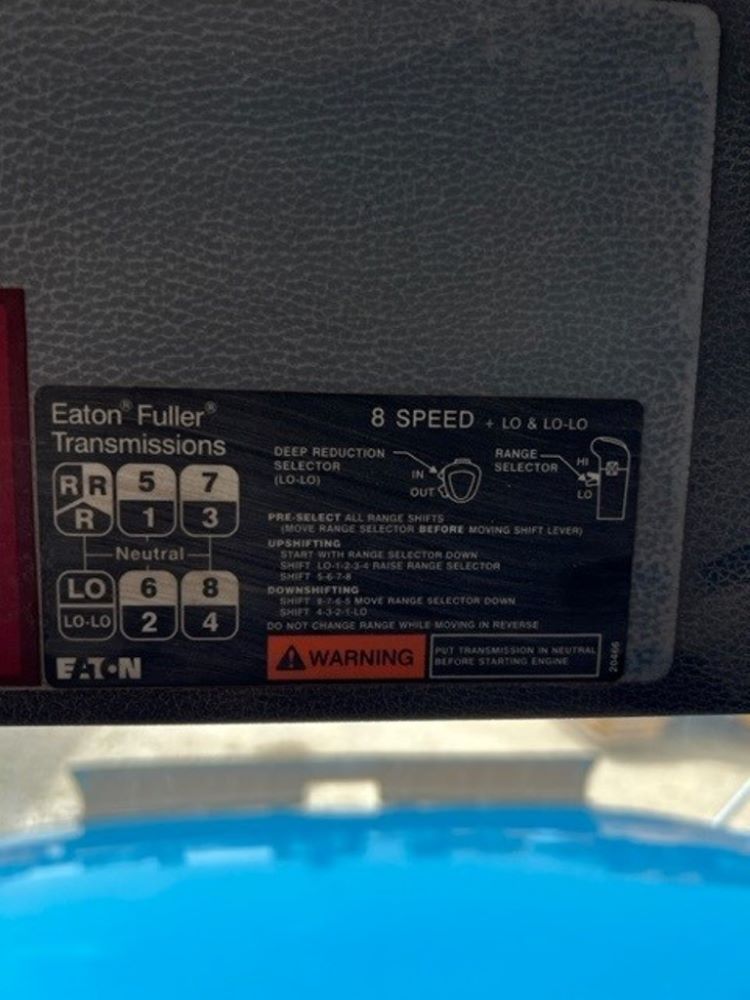 Eaton® Fuller®
Transmissions
8 SPEED + LO & LO-LO
R R 5 7
R 1 3
Neutral
LO 6 8
LO-LO 2 4
EATON
DEEP REDUCTION
SELECTOR
(LO-LO)
IN
OUT
RANGE
SELECTOR
HI
LO
PRE-SELECT ALL RANGE SHIFTS
(MOVE RANGE SELECTOR BEFORE MOVING SHIFT LEVER)
UPSHIFTING
START WITH RANGE SELECTOR DOWN
SHIFT LO-1-2-3-4 RAISE RANGE SELECTOR
SHIFT 5-6-7-8
DOWNSHIFTING
SHIFT 8-7-6-5 MOVE RANGE SELECTOR DOWN
SHIFT 4-3-2-1-LO
DO NOT CHANGE RANGE WHILE MOVING IN REVERSE
WARNING
PUT TRANSMISSION IN NEUTRAL
BEFORE STARTING ENGINE
20466